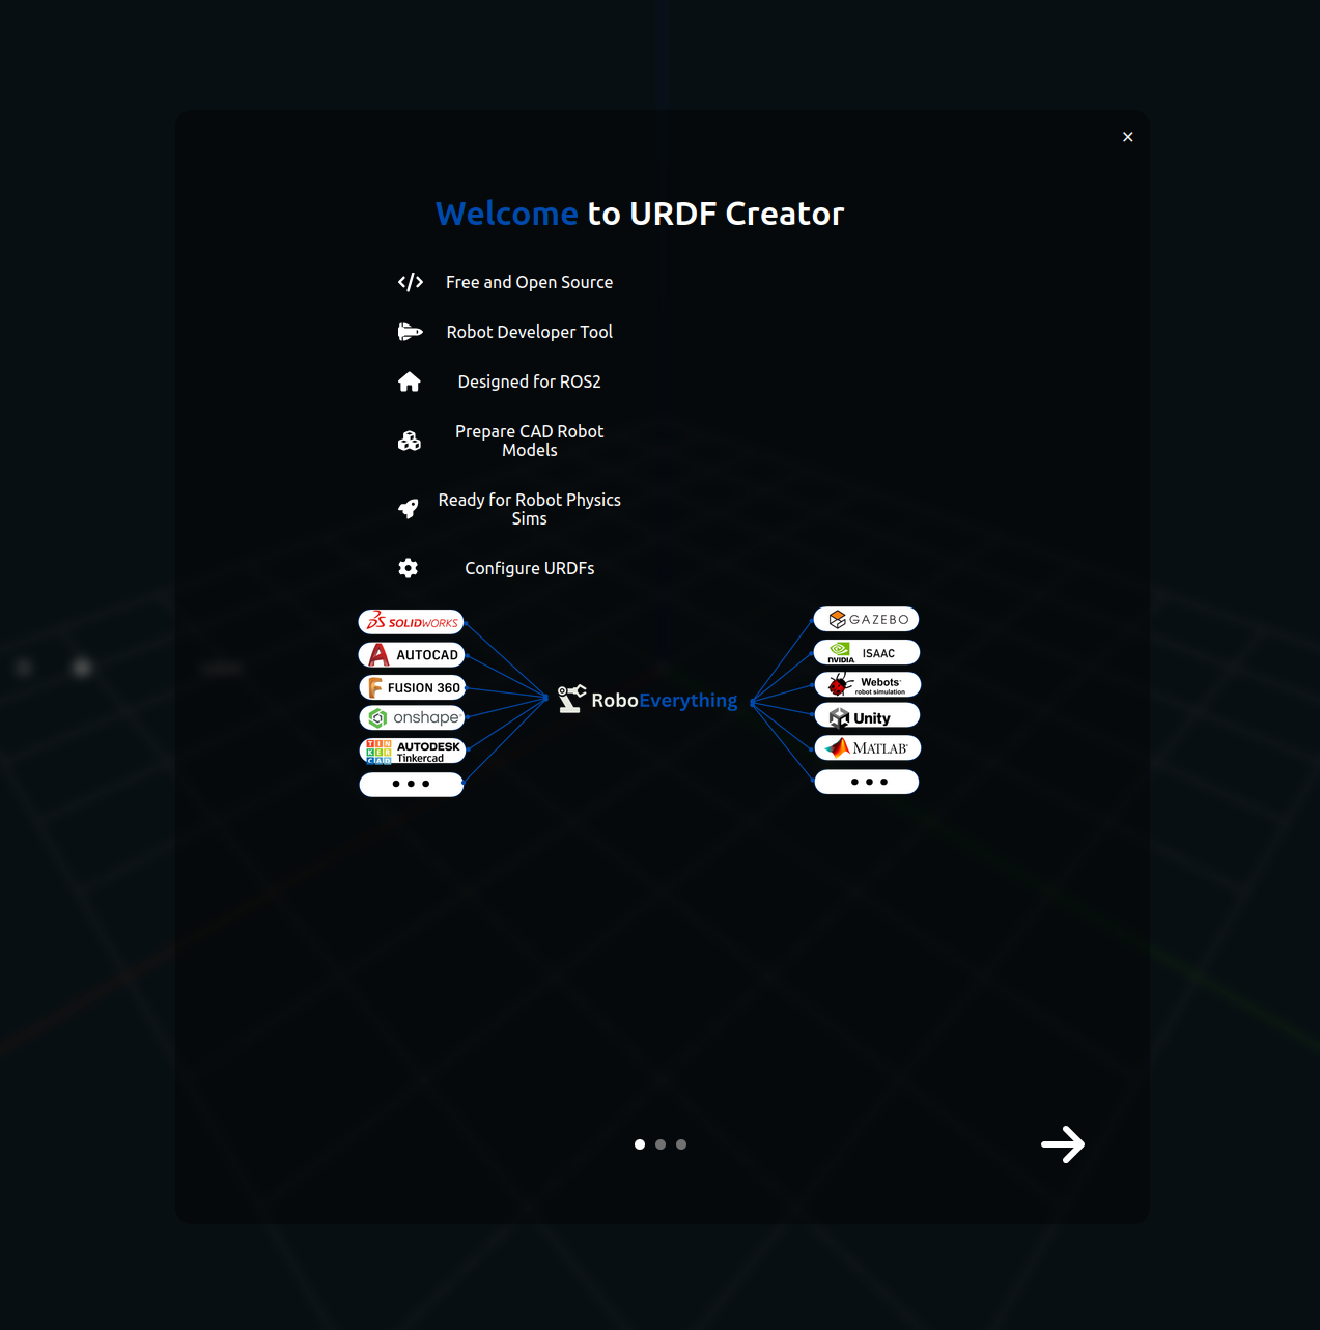 ×
Welcome to URDF Creator
Free and Open Source
Robot Developer Tool
Designed for ROS2
Prepare CAD Robot
Models
Ready for Robot Physics
Sims
Configure URDFs
SOLIDWORKS
AUTOCAD
FUSION 360
onshape
TIN
KER
CAD
AUTODESK
Tinkercad
RoboEverything
GAZEBO
NVIDIA
ISAAC
Webots
robot simulation
Unity
MATLAB